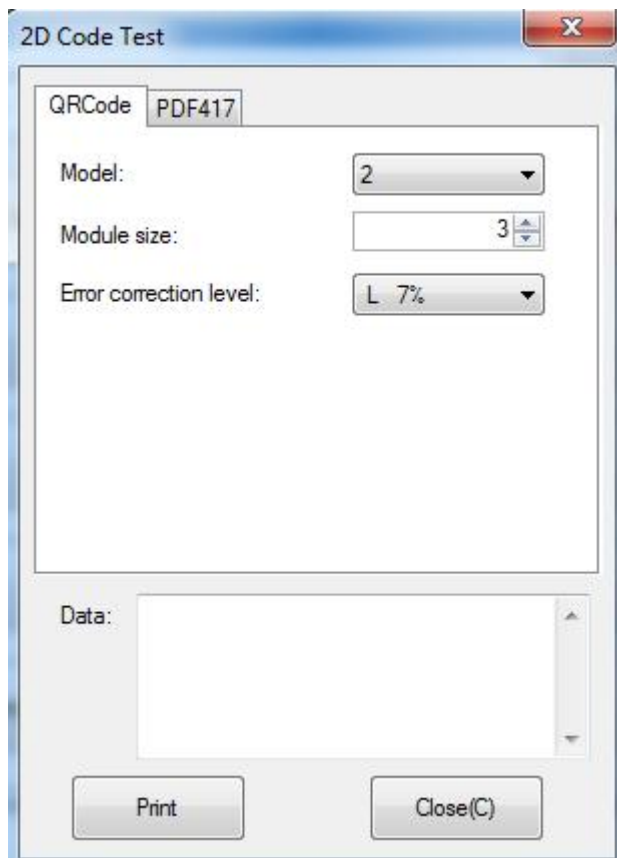 2D Code Test
QRCode PDF417
Model: 2
Module size: 3
Error correction level: L 7%
Data:
Print Close(C)